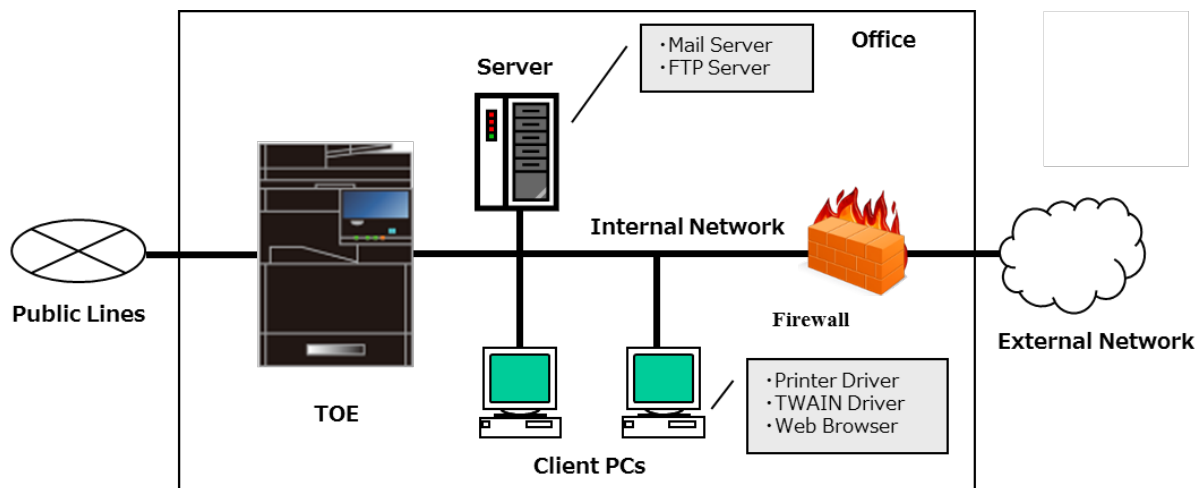 Office
・Mail Server
・FTP Server
Server
Internal Network
Public Lines
Firewall
External Network
TOE
・Printer Driver
・TWAIN Driver
・Web Browser
Client PCs